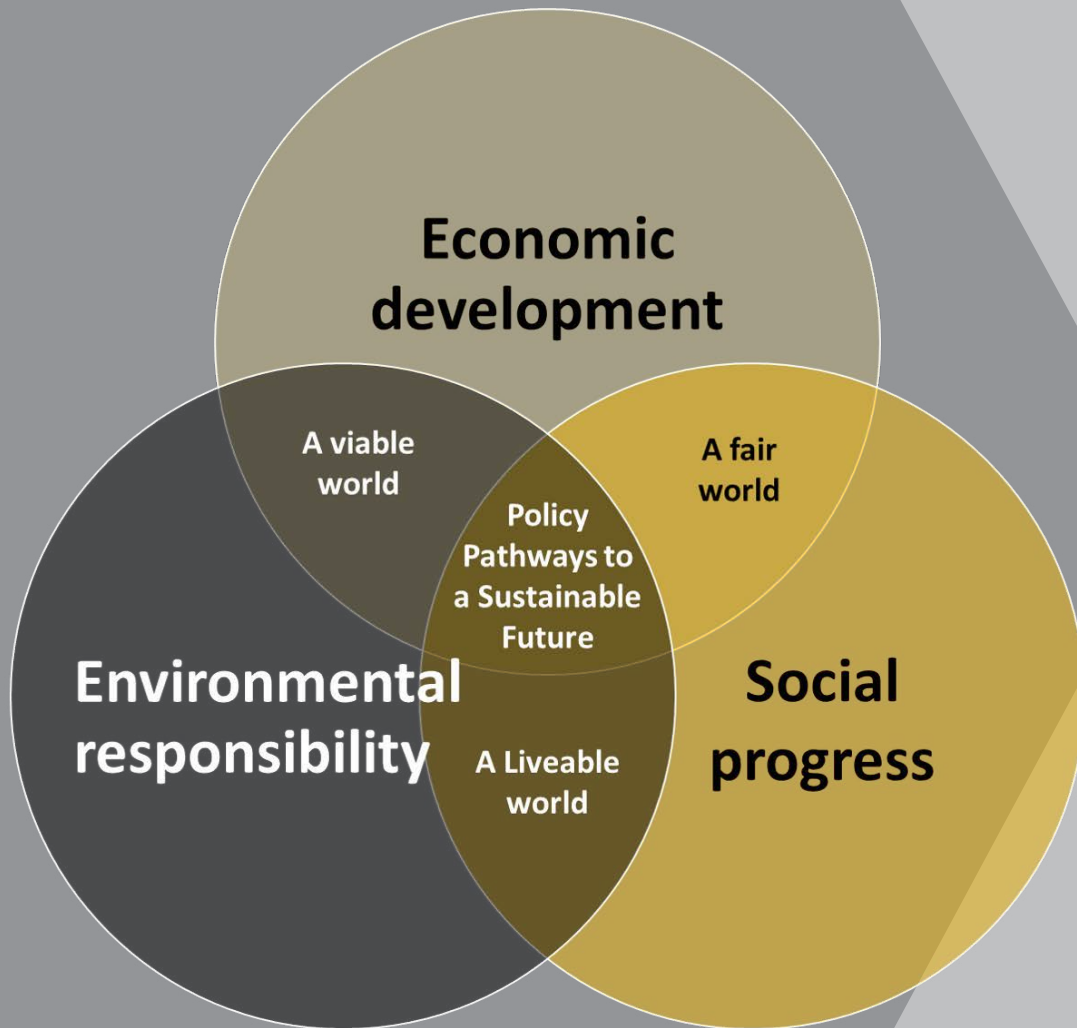 Economic
development
A viable
world
A fair
world
Policy
Pathways to
a Sustainable
Future
Environmental
responsibility
Social
progress
A Liveable
world